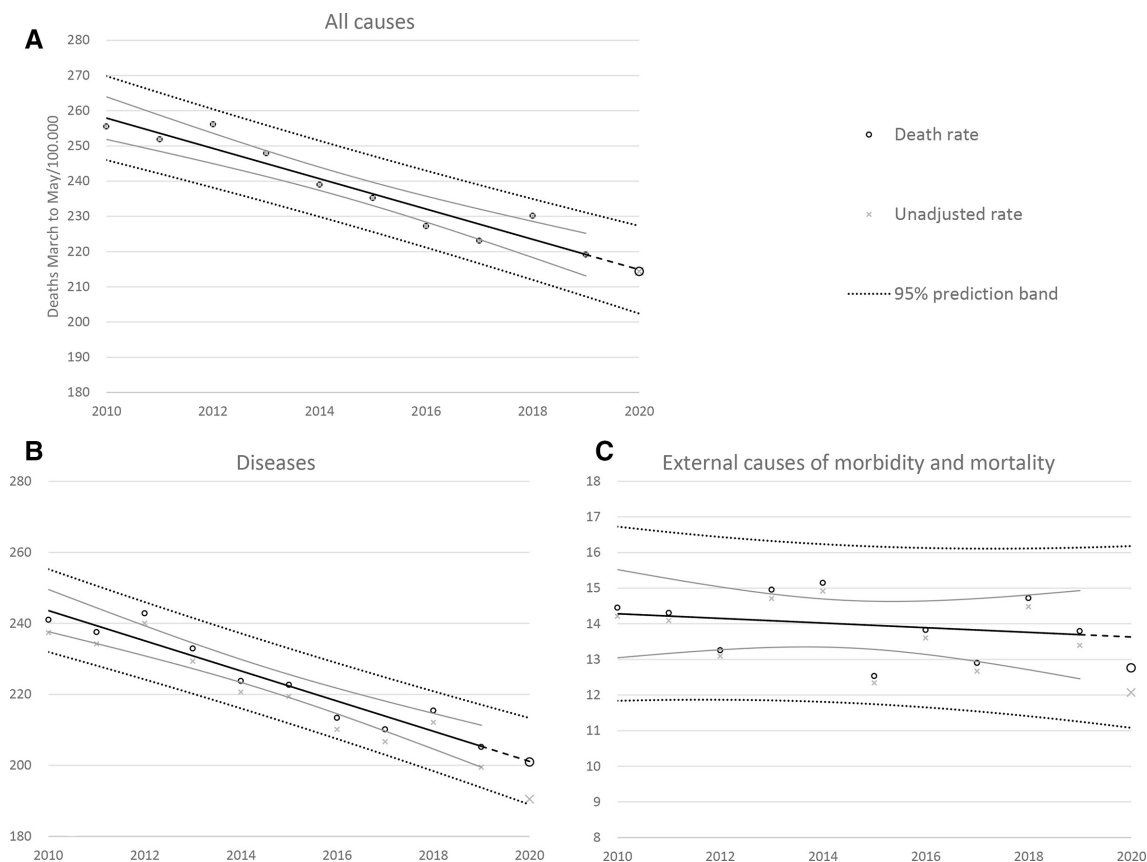 A
All causes
280
270
260
250
240
230
220
210
200
190
180
Deaths March to May/100.000
2010 2012 2014 2016 2018 2020
Death rate
Unadjusted rate
95% prediction band
B
Diseases
280
260
240
220
200
180
2010 2012 2014 2016 2018 2020
C
External causes of morbidity and mortality
18
17
16
15
14
13
12
11
10
9
8
2010 2012 2014 2016 2018 2020